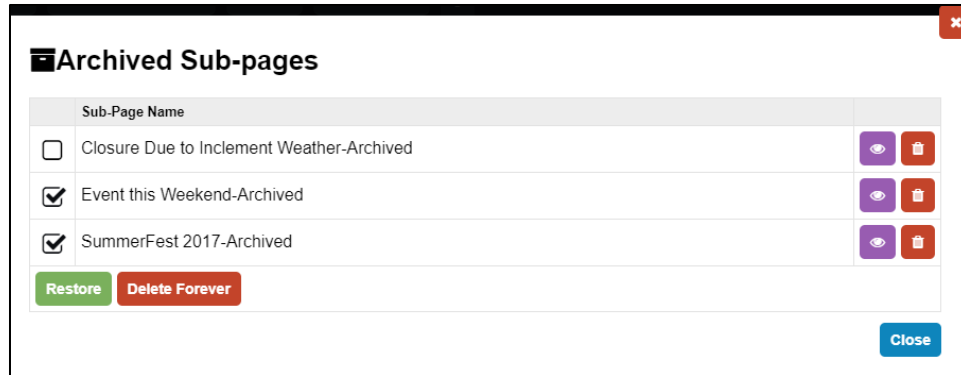 Archived Sub-pages
Sub-Page Name
Closure Due to Inclement Weather-Archived
Event this Weekend-Archived
SummerFest 2017-Archived
Restore Delete Forever
Close